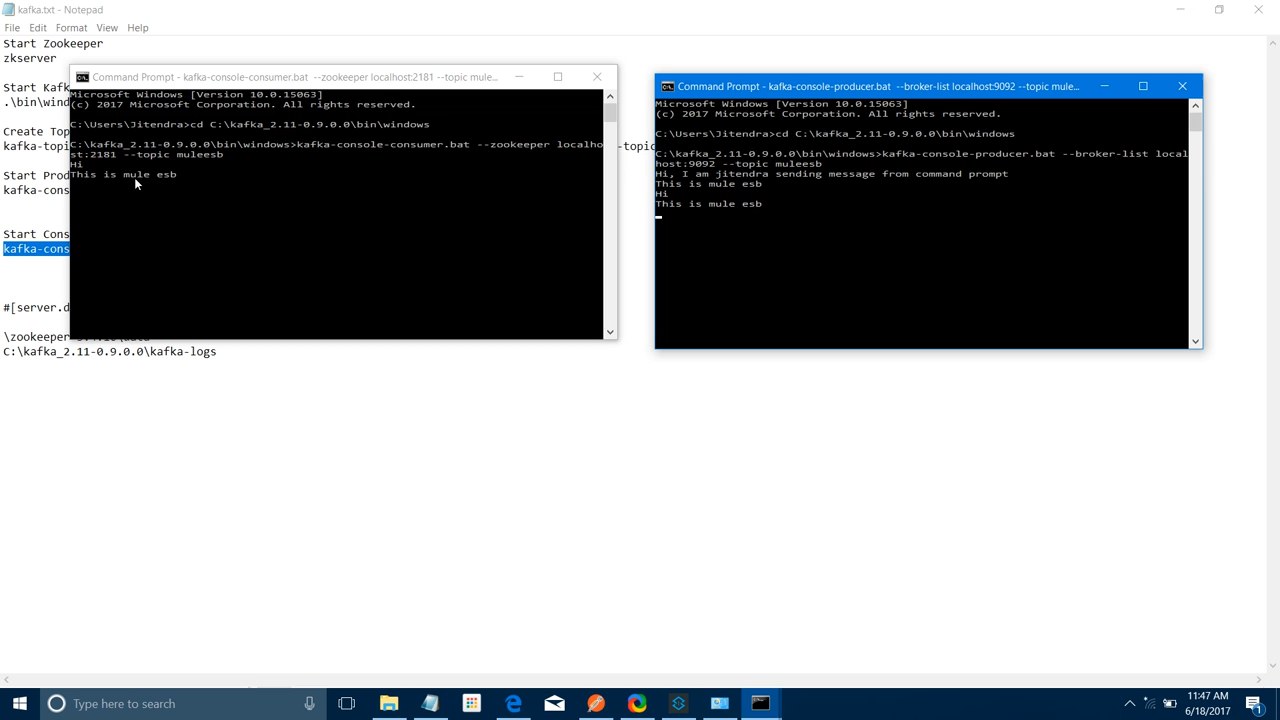 kafka.txt - Notepad
File Edit Format View Help
Start Zookeeper
zkserver
Start Kafk
.\bin\wind
Create Top
kafka-topi
-topic
Start Prod
kafka-cons
Start Cons
kafka-cons
#[server.d
\zookeeper
C:\kafka_2.11-0.9.0.0\kafka-logs
Command Prompt - kafka-console-consumer.bat --zookeeper localhost:2181 --topic mule...
Microsoft Windows [Version 10.0.15063]
(c) 2017 Microsoft Corporation. All rights reserved.
C:\Users\Jitendra>cd C:\kafka_2.11-0.9.0.0\bin\windows
C:\kafka_2.11-0.9.0.0\bin\windows>kafka-console-consumer.bat --zookeeper localho
st:2181 --topic muleesb
Hi
This is mule esb
Command Prompt - kafka-console-producer.bat --broker-list localhost:9092 --topic mule...
Microsoft Windows [Version 10.0.15063]
(c) 2017 Microsoft Corporation. All rights reserved.
C:\Users\Jitendra>cd C:\kafka_2.11-0.9.0.0\bin\windows
C:\kafka_2.11-0.9.0.0\bin\windows>kafka-console-producer.bat --broker-list local
host:9092 --topic muleesb
Hi, I am jitendra sending message from command prompt
This is mule esb
Hi
This is mule esb
Type here to search
11:47 AM
6/18/2017
1